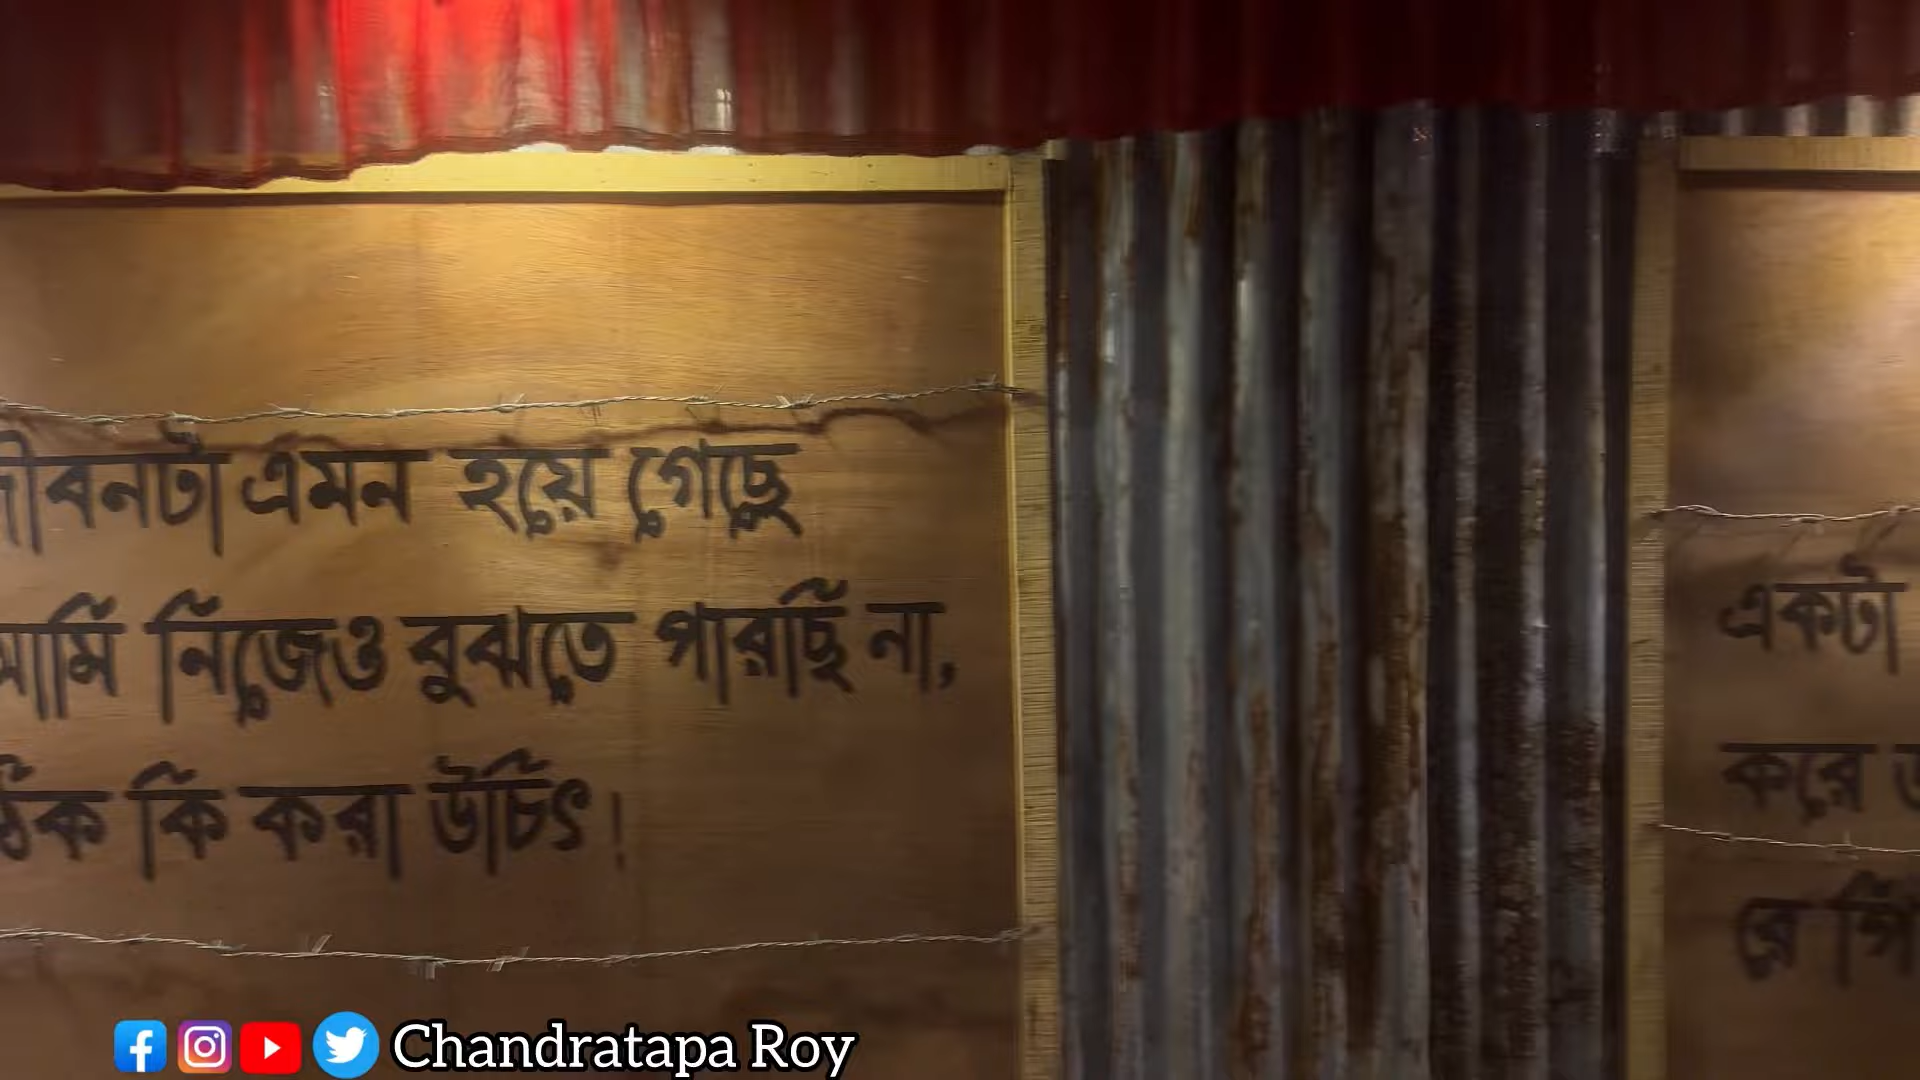 জীবনটা এমন হয়ে গেছে
আমি নিজেও বুঝতে পারছি না,
ঠিক কি করা উচিৎ।
একটা
করে
Chandratapa Roy